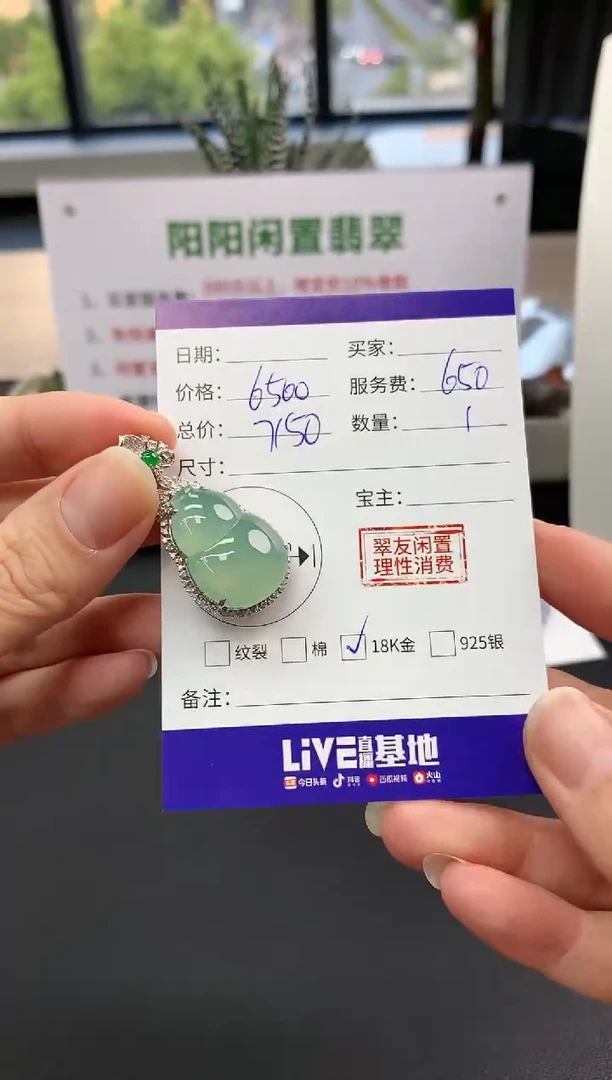 阳阳闲置翡翠
日期： 买家：
价格： 6500 服务费： 650
总价： 7150 数量： 1
尺寸：
宝主：
翠友闲置
理性消费
纹裂 棉 ✓ 18K金 925银
备注：
LiVE直播基地
今日头条 抖音 西瓜视频 火山